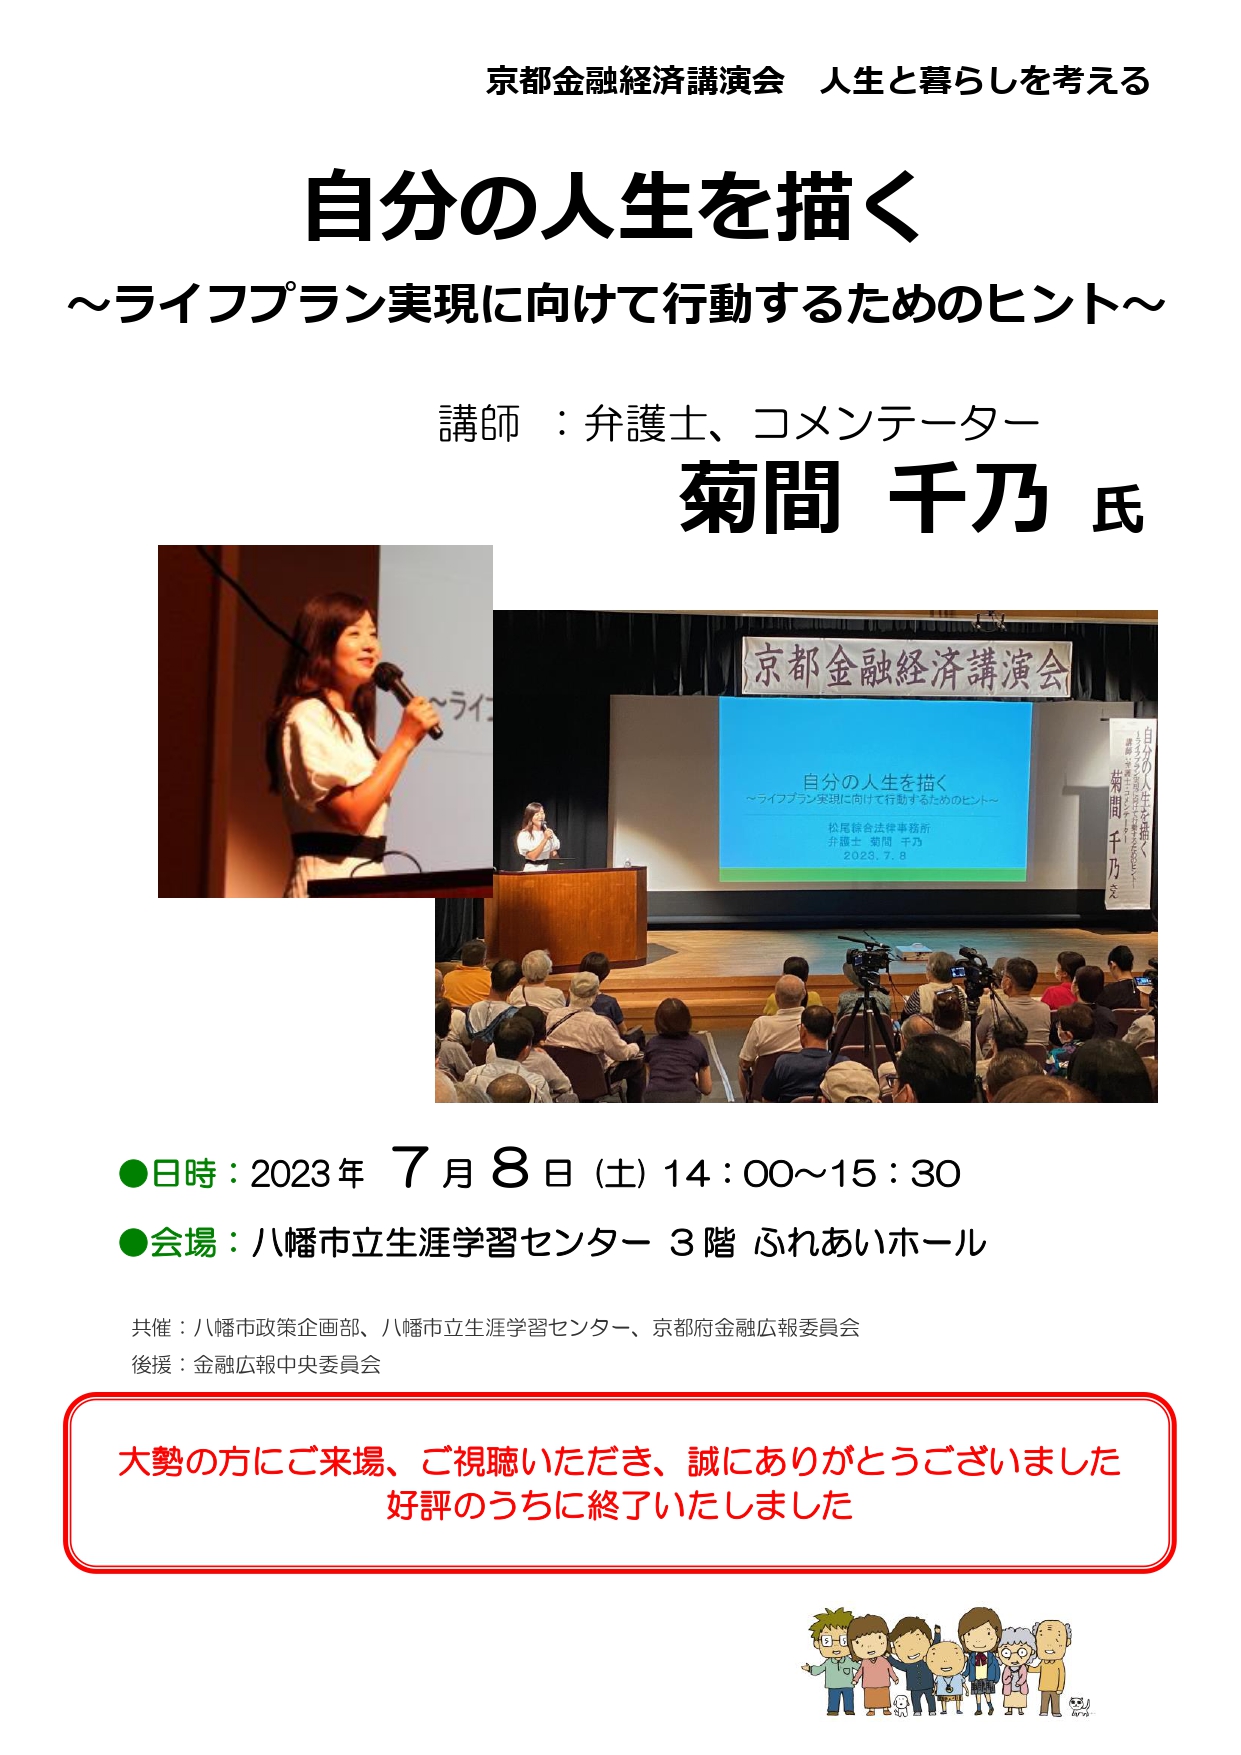 京都金融経済講演会　人生と暮らしを考える
自分の人生を描く
～ライフプラン実現に向けて行動するためのヒント～
講師 ：弁護士、コメンテーター
菊間 千乃 氏
～ライフ
京都金融経済講演会
自分の人生を描く
～ライフプラン実現に向けて行動するためのヒント～
松尾綜合法律事務所
弁護士 菊間 千乃
2023.7.8
自分の人生を描く
～ライフプラン実現に向けて行動するためのヒント～
講師：弁護士・コメンテーター
菊間 千乃さん
●日時：2023年 7月8日 (土) 14：00～15：30
●会場：八幡市立生涯学習センター 3階 ふれあいホール
共催：八幡市政策企画部、八幡市立生涯学習センター、京都府金融広報委員会
後援：金融広報中央委員会
大勢の方にご来場、ご視聴いただき、誠にありがとうございました
好評のうちに終了いたしました